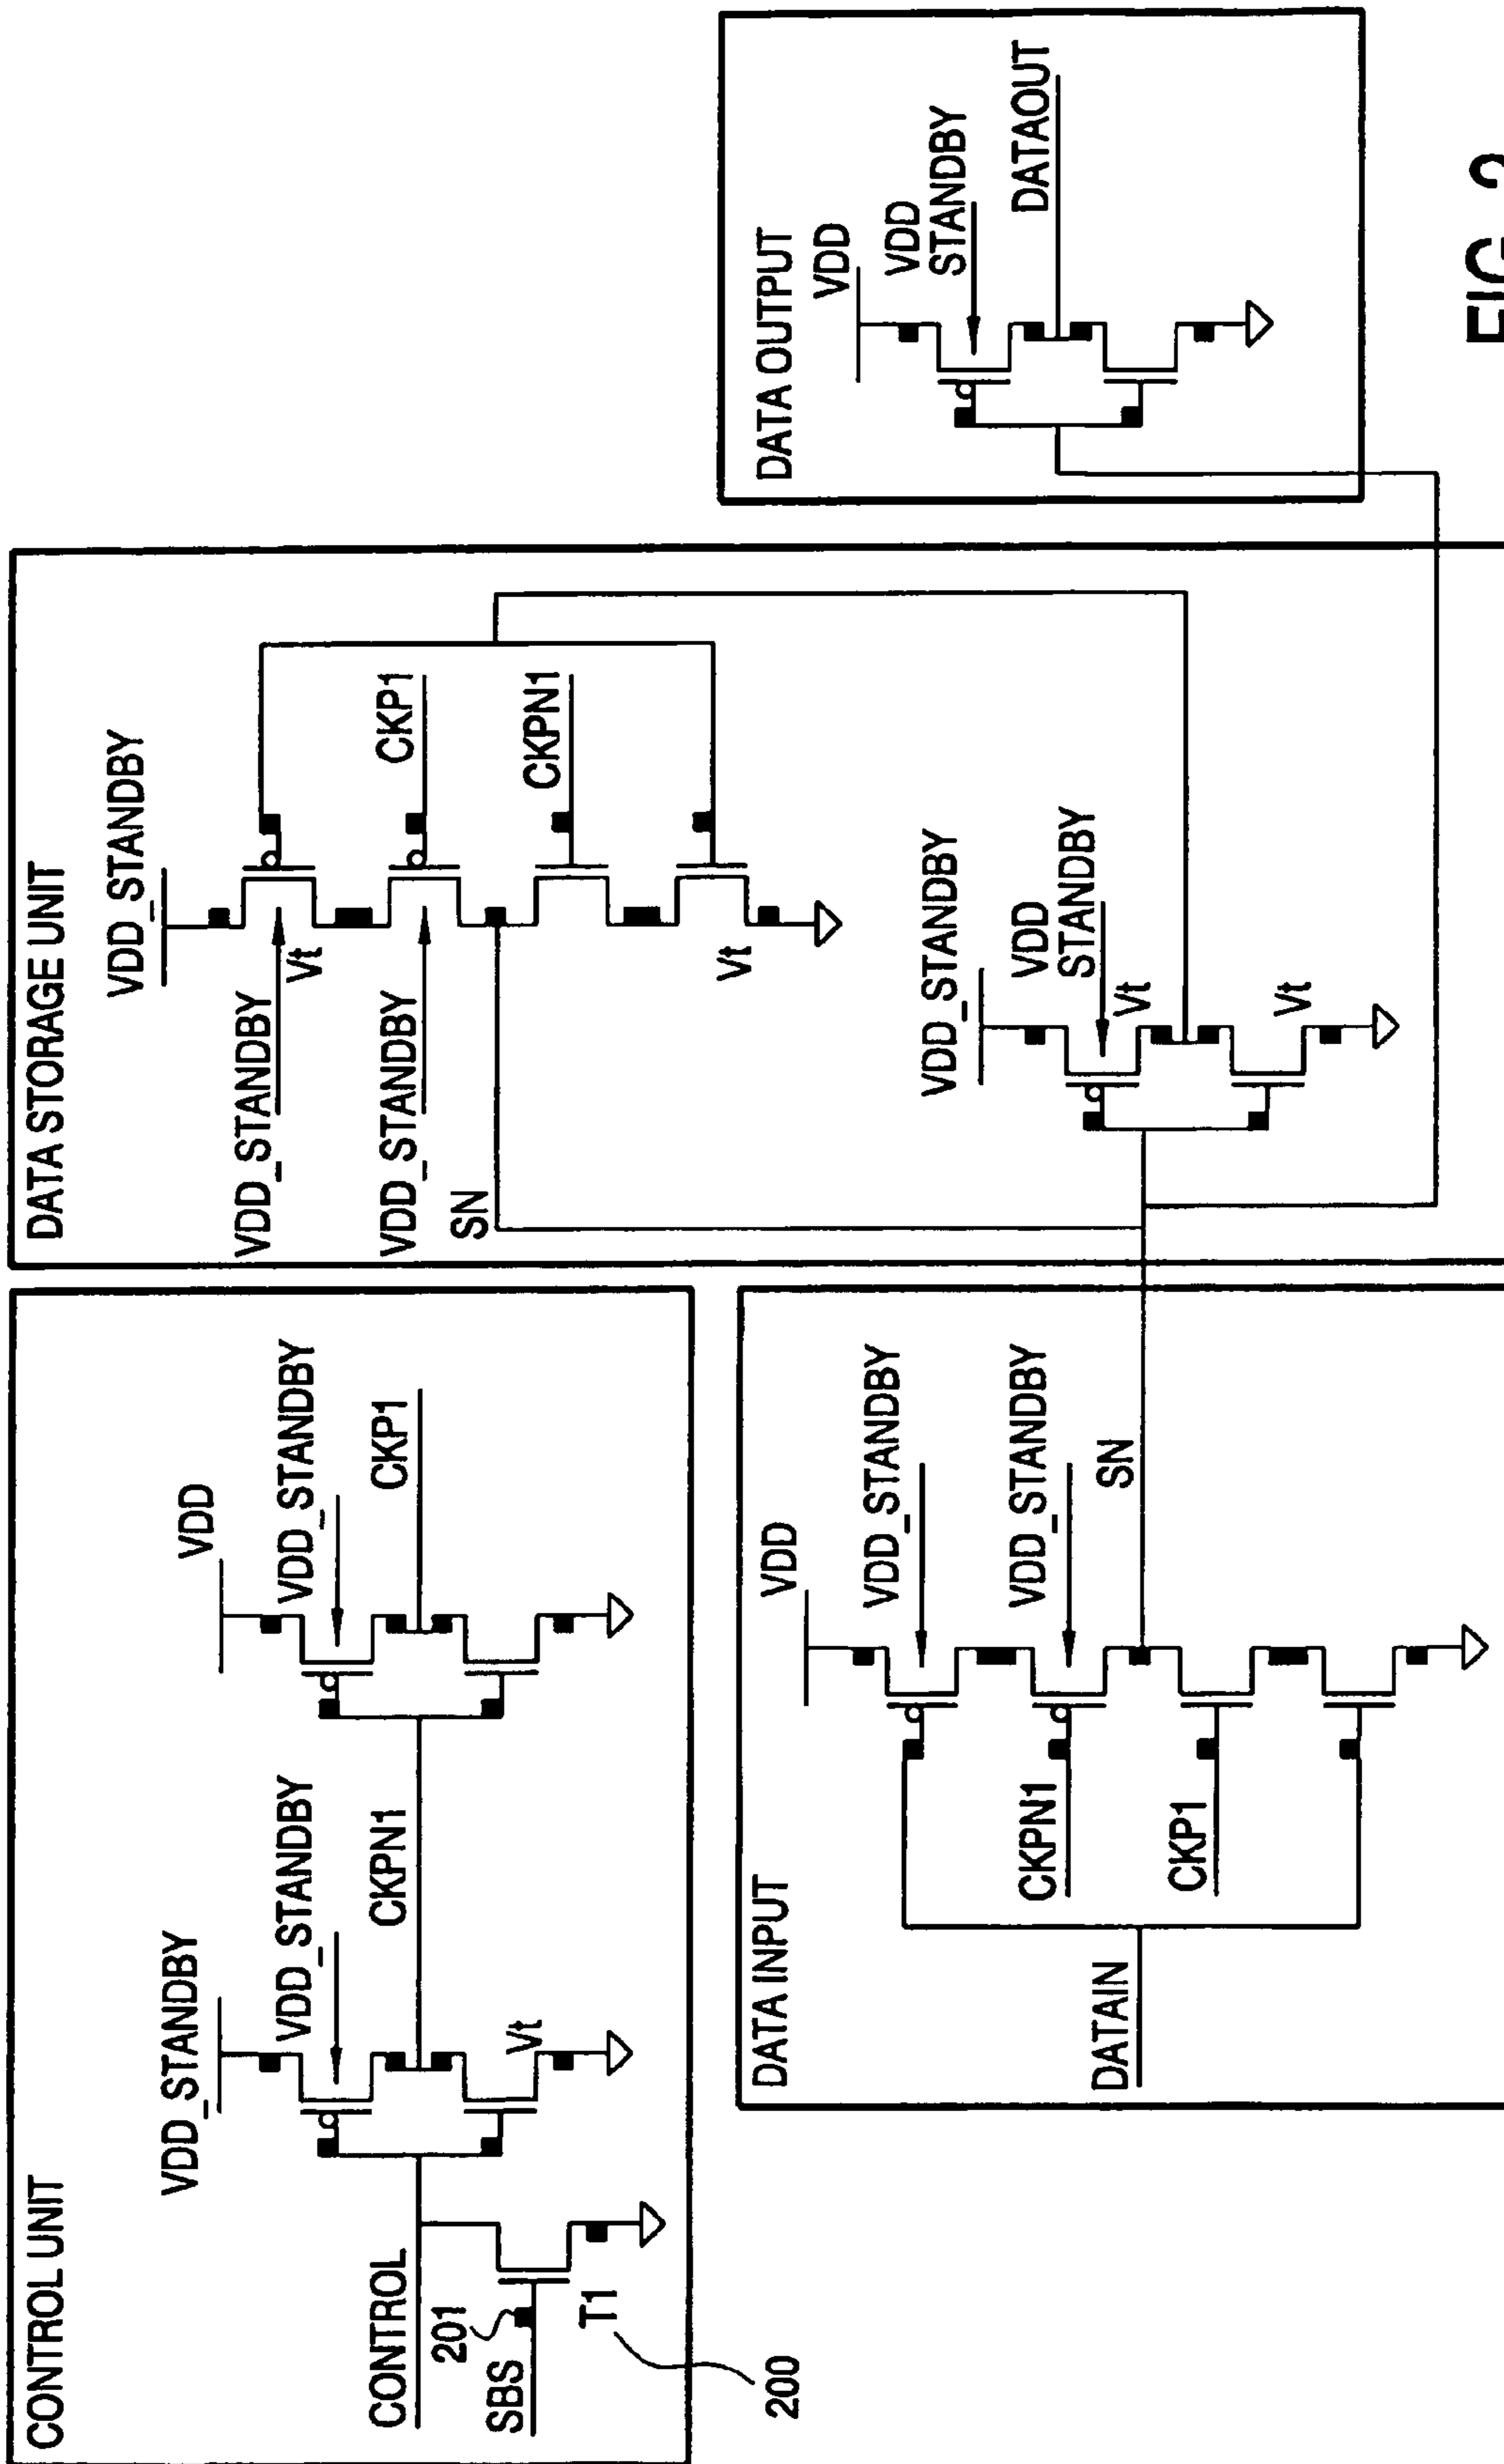 CONTROL UNIT
VDD_STANDBY
VDD_STANDBY
VDD
VDD_STANDBY
CONTROL
CKPN1
CKP1
201
SBS
T1
Vt
200
DATA STORAGE UNIT
VDD_STANDBY
VDD_STANDBY
Vt
VDD_STANDBY
CKP1
SN
CKPN1
Vt
VDD_STANDBY
VDD
STANDBY
Vt
Vt
DATA INPUT
VDD
VDD_STANDBY
VDD_STANDBY
CKPN1
SN
DATAIN
CKP1
DATA OUTPUT
VDD
VDD
STANDBY
DATAOUT